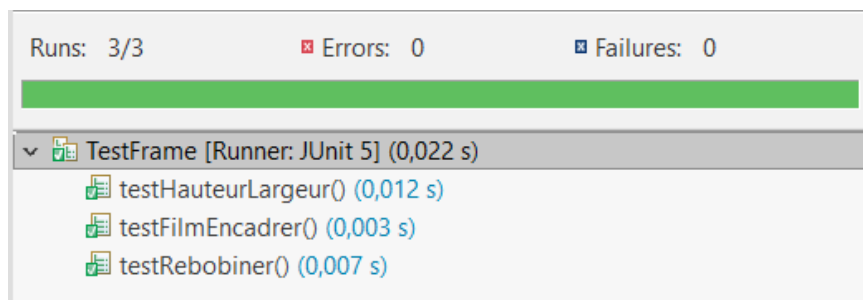 Runs: 3/3 Errors: 0 Failures: 0
TestFrame [Runner: JUnit 5] (0,022 s)
testHauteurLargeur() (0,012 s)
testFilmEncadrer() (0,003 s)
testRebobiner() (0,007 s)